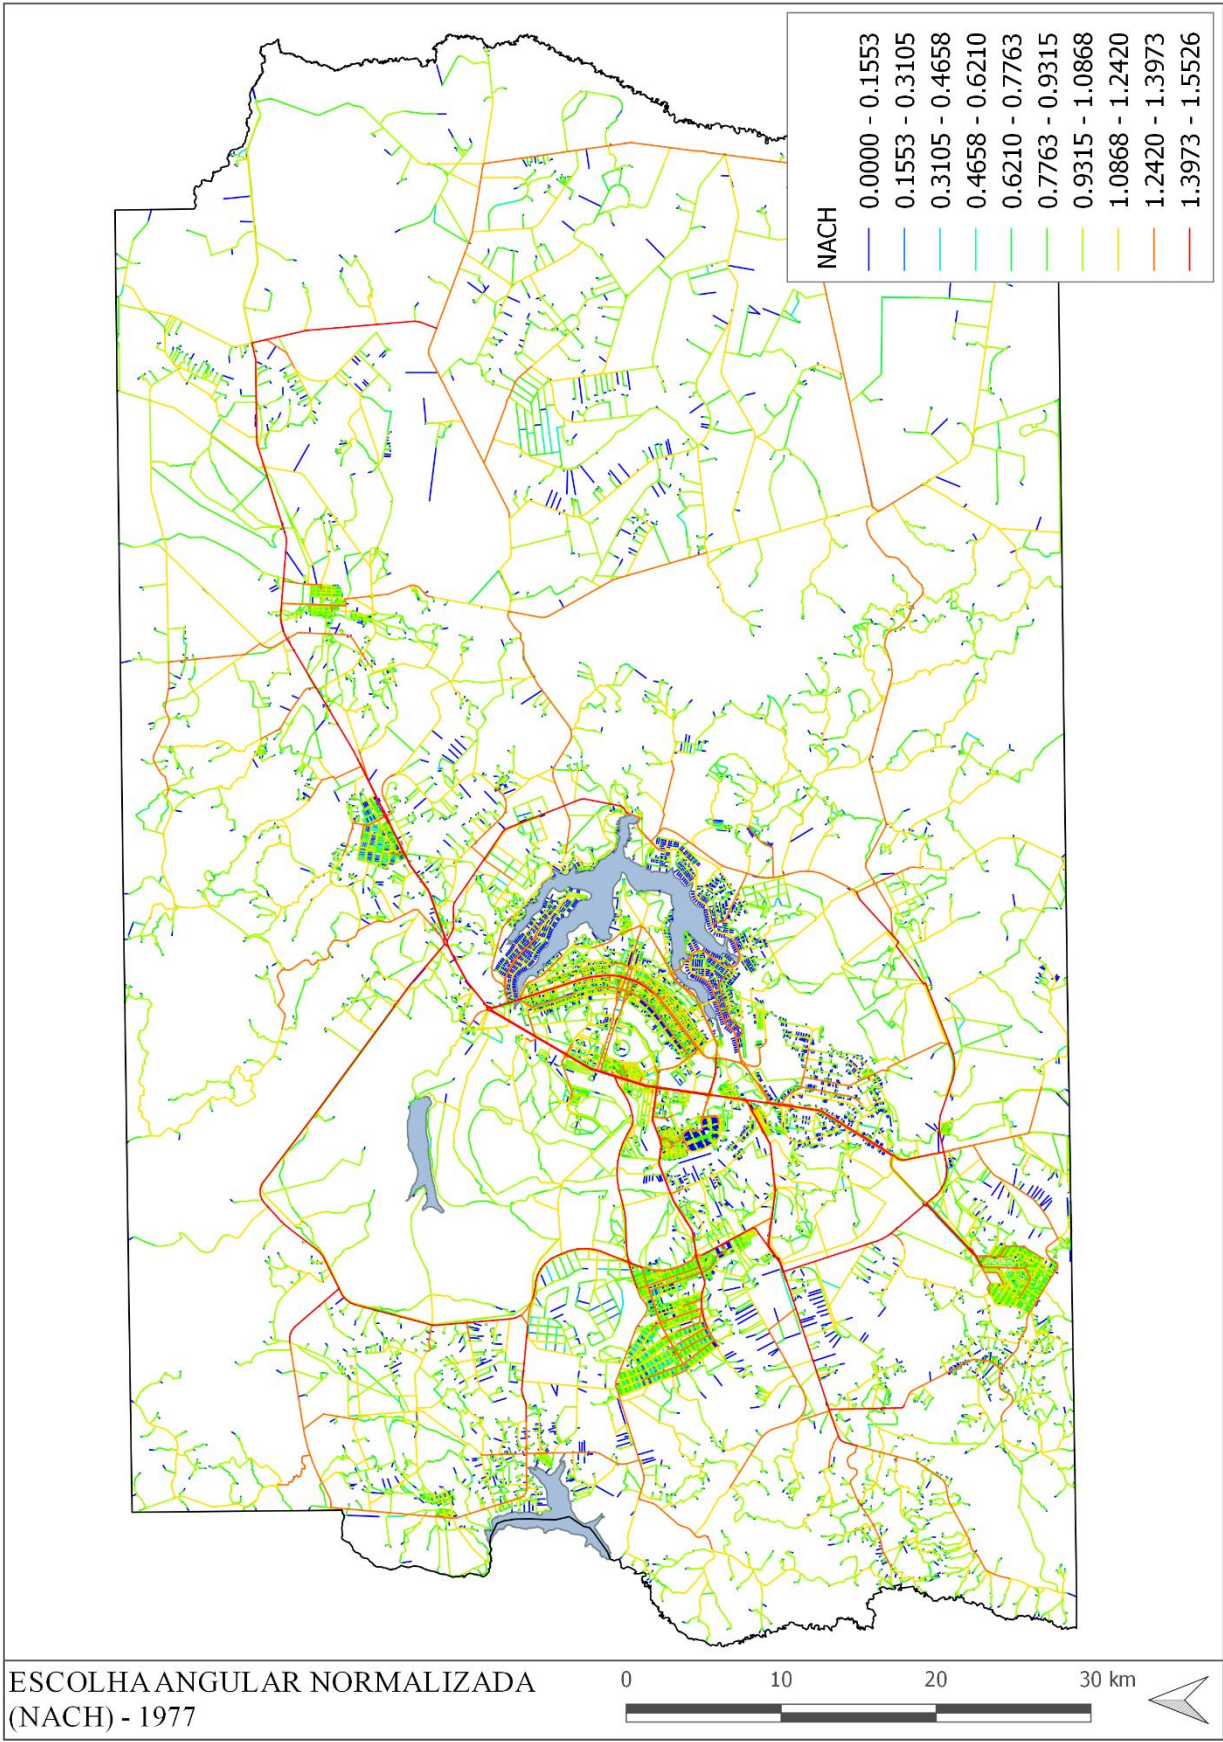 NACH
0.0000 - 0.1553
0.1553 - 0.3105
0.3105 - 0.4658
0.4658 - 0.6210
0.6210 - 0.7763
0.7763 - 0.9315
0.9315 - 1.0868
1.0868 - 1.2420
1.2420 - 1.3973
1.3973 - 1.5526
ESCOLHA ANGULAR NORMALIZADA
(NACH) - 1977
0 10 20 30 km